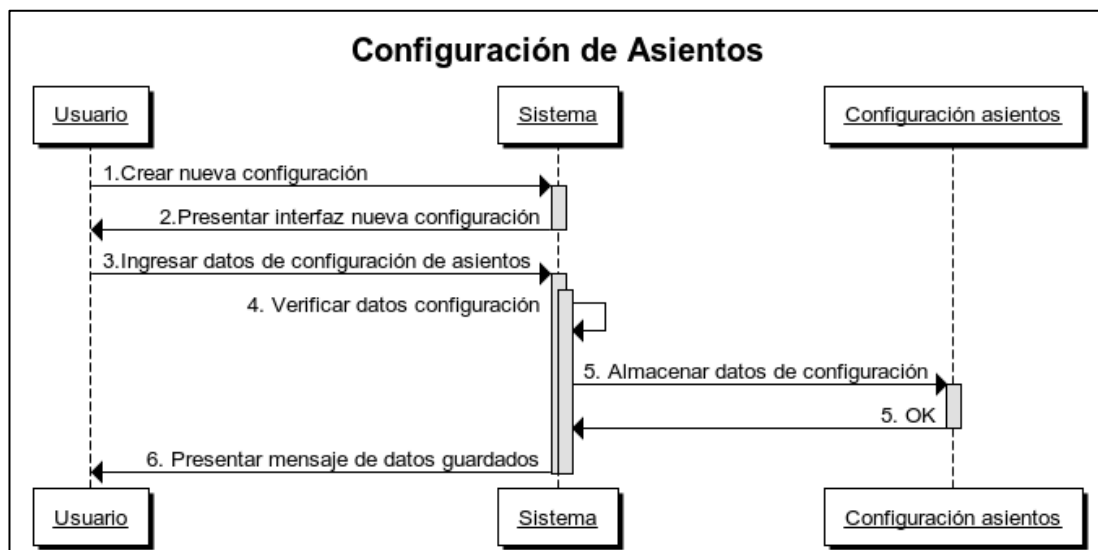 Configuración de Asientos
Usuario
Sistema
Configuración asientos
1.Crear nueva configuración
2.Presentar interfaz nueva configuración
3.Ingresar datos de configuración de asientos
4. Verificar datos configuración
5. Almacenar datos de configuración
5. OK
6. Presentar mensaje de datos guardados
Usuario
Sistema
Configuración asientos